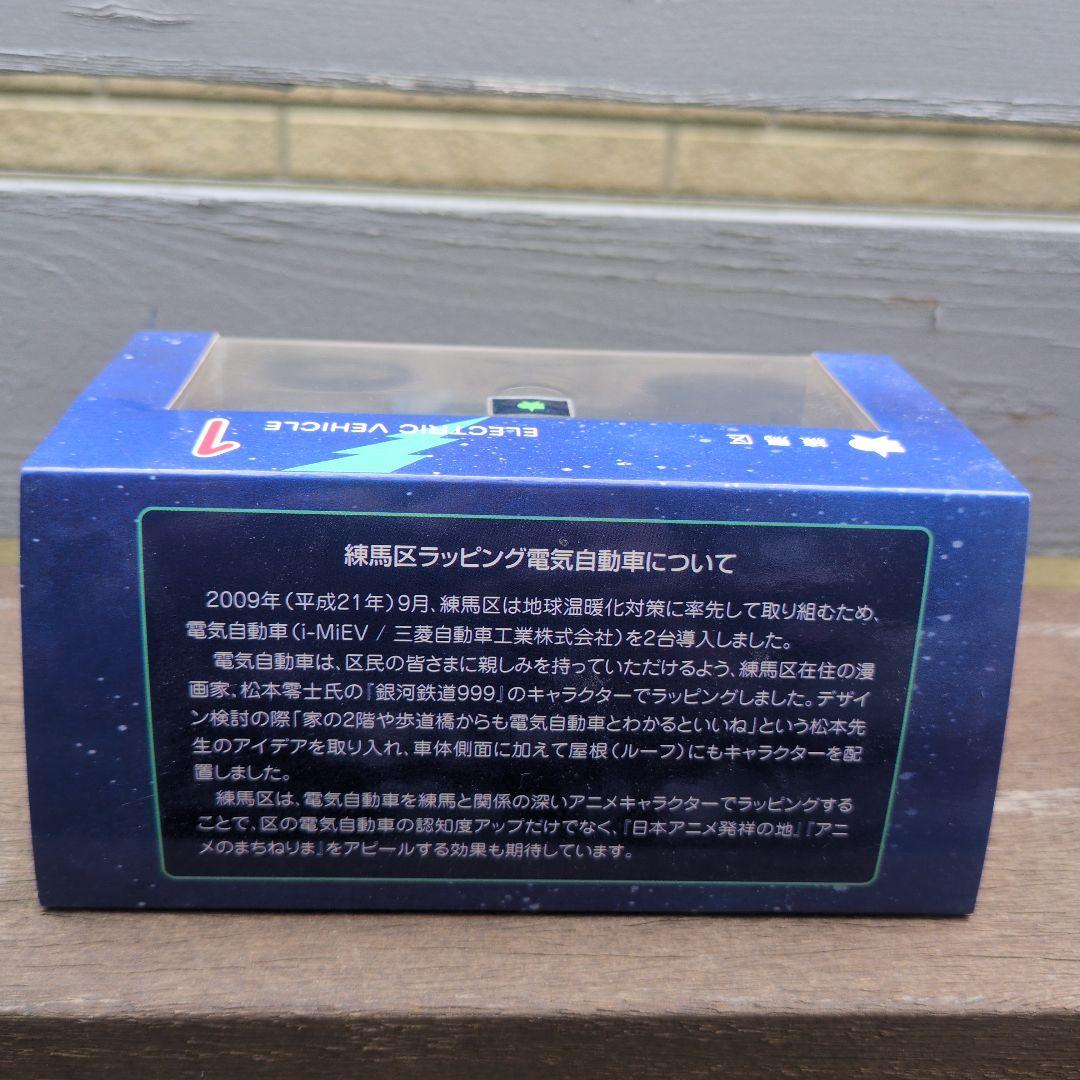 1
ELECTRIC VEHICLE
練馬区
練馬区ラッピング電気自動車について
2009年(平成21年)9月、練馬区は地球温暖化対策に率先して取り組むため、
電気自動車(i-MiEV / 三菱自動車工業株式会社)を2台導入しました。
電気自動車は、区民の皆さまに親しみを持っていただけるよう、練馬区在住の漫
画家、松本零士氏の『銀河鉄道999』のキャラクターでラッピングしました。デザイ
ン検討の際「家の2階や歩道橋からも電気自動車とわかるといいね」という松本先
生のアイデアを取り入れ、車体側面に加えて屋根(ルーフ)にもキャラクターを配
置しました。
練馬区は、電気自動車を練馬と関係の深いアニメキャラクターでラッピングする
ことで、区の電気自動車の認知度アップだけでなく、『日本アニメ発祥の地』『アニ
メのまちねりま』をアピールする効果も期待しています。